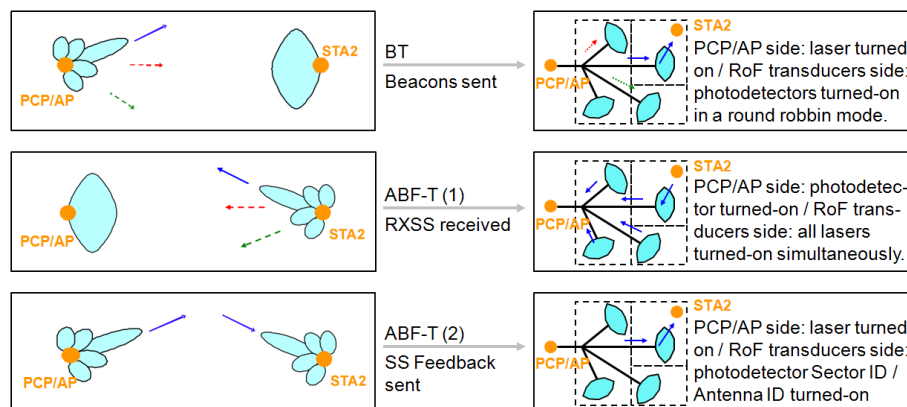 PCP/AP
STA2
BT
Beacons sent
PCP/AP
STA2
PCP/AP side: laser turned
on / RoF transducers side:
photodetectors turned-on
in a round robbin mode.
PCP/AP
STA2
ABF-T (1)
RXSS received
PCP/AP
STA2
PCP/AP side: photodetec-
tor turned-on / RoF trans-
ducers side: all lasers
turned-on simultaneously.
PCP/AP
STA2
ABF-T (2)
SS Feedback
sent
PCP/AP
STA2
PCP/AP side: laser turned
on / RoF transducers side:
photodetector Sector ID /
Antenna ID turned-on